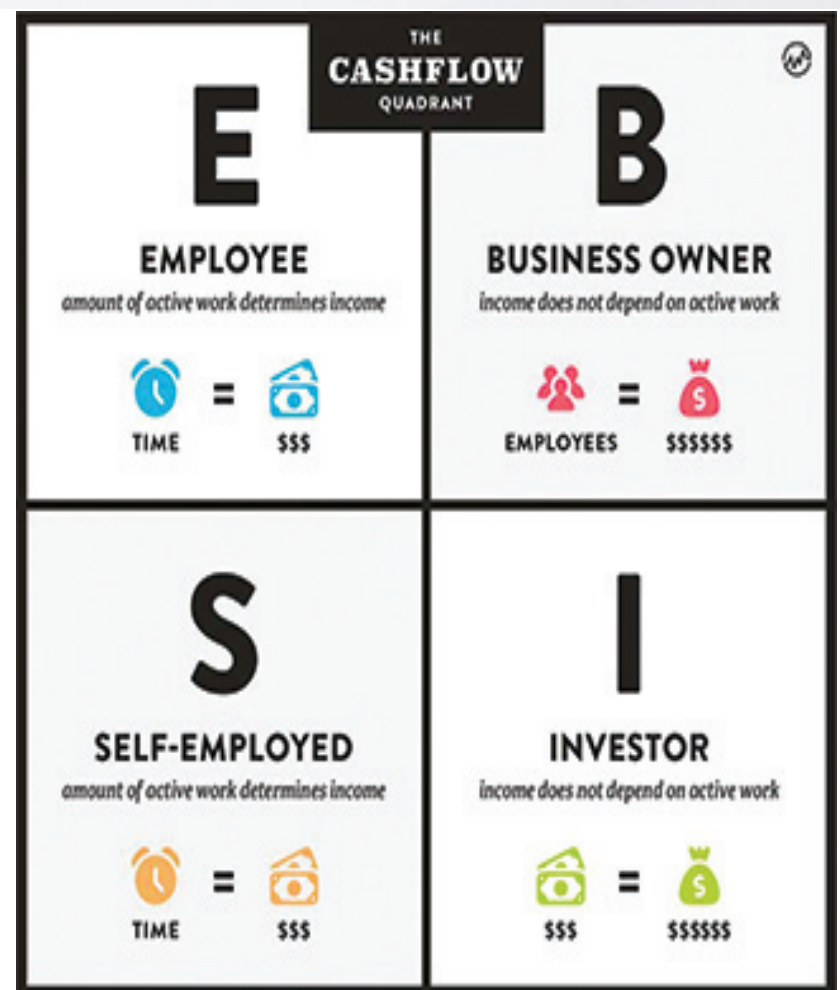 THE
CASHFLOW
QUADRANT
E
EMPLOYEE
amount of active work determines income
=
TIME
$$$
B
BUSINESS OWNER
income does not depend on active work
=
$
EMPLOYEES
$$$$$$
S
SELF-EMPLOYED
amount of active work determines income
=
TIME
$$$
I
INVESTOR
income does not depend on active work
=
$
$$$
$$$$$$